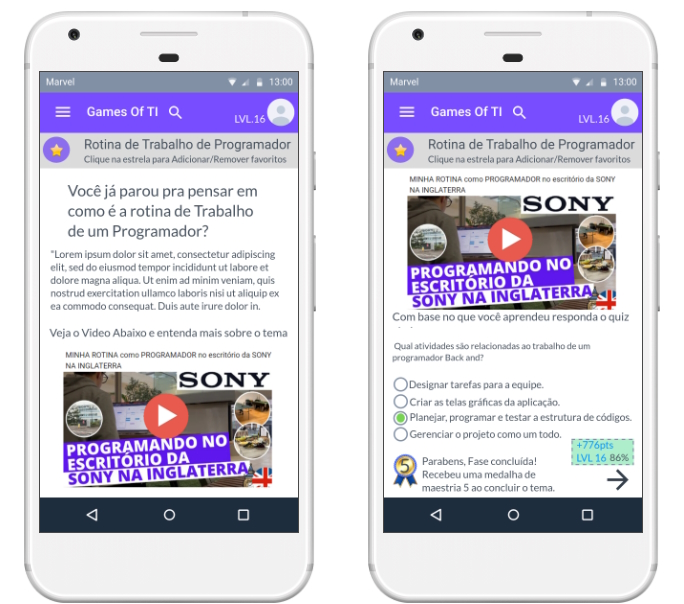 Marvel
13:00
Games Of TI
LVL.16
Rotina de Trabalho de Programador
Clique na estrela para Adicionar/Remover favoritos
Você já parou pra pensar em
como é a rotina de Trabalho
de um Programador?
"Lorem ipsum dolor sit amet, consectetur adipiscing
elit, sed do eiusmod tempor incididunt ut labore et
dolore magna aliqua. Ut enim ad minim veniam, quis
nostrud exercitation ullamco laboris nisi ut aliquip ex
ea commodo consequat. Duis aute irure dolor in.
Veja o Video Abaixo e entenda mais sobre o tema
MINHA ROTINA como PROGRAMADOR no escritório da SONY
NA INGLATERRA
SONY
PROGRAMANDO NO
ESCRITÓRIO DA
SONY NA INGLATERRA
Marvel
13:00
Games Of TI
LVL.16
Rotina de Trabalho de Programador
Clique na estrela para Adicionar/Remover favoritos
MINHA ROTINA como PROGRAMADOR no escritório da SONY
NA INGLATERRA
SONY
PROGRAMANDO NO
ESCRITÓRIO DA
SONY NA INGLATERRA
Com base no que você aprendeu responda o quiz
Qual atividades são relacionadas ao trabalho de um
programador Back and?
Designar tarefas para a equipe.
Criar as telas gráficas da aplicação.
Planejar, programar e testar a estrutura de códigos.
Gerenciar o projeto como um todo.
+776pts
LVL 16 86%
5
Parabens, Fase concluída!
Recebeu uma medalha de
maestria 5 ao concluir o tema.